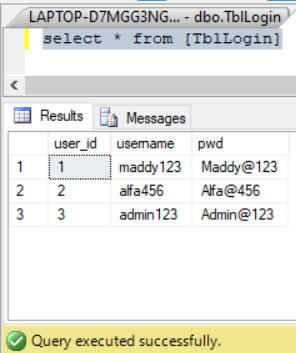 LAPTOP-D7MGG3NG... - dbo.TblLogin
select * from [TblLogin]
Results Messages
user_id username pwd
1 1 maddy123 Maddy@123
2 2 alfa456 Alfa@456
3 3 admin123 Admin@123
Query executed successfully.